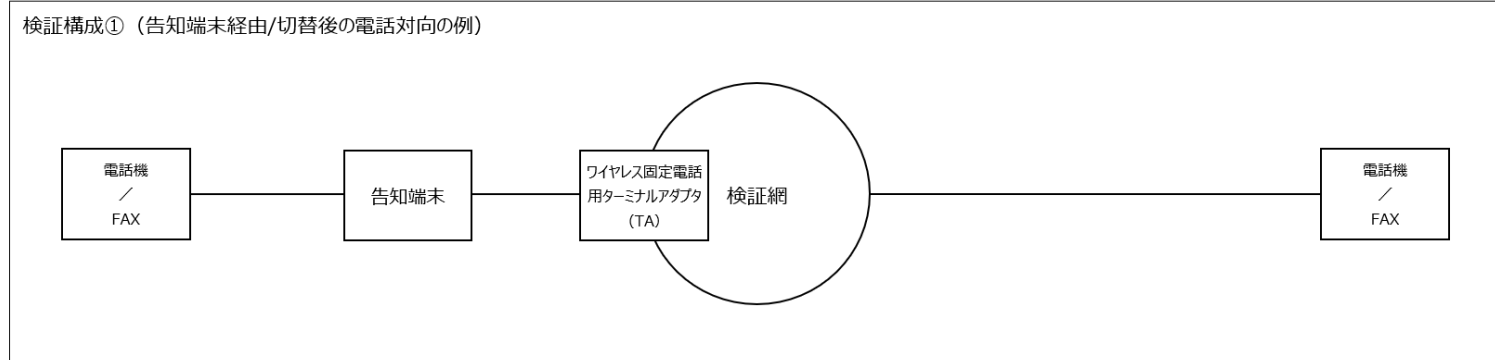 検証構成①（告知端末経由/切替後の電話対向の例）
電話機
／
FAX
告知端末
ワイヤレス固定電話
用ターミナルアダプタ
（TA）
検証網
電話機
／
FAX